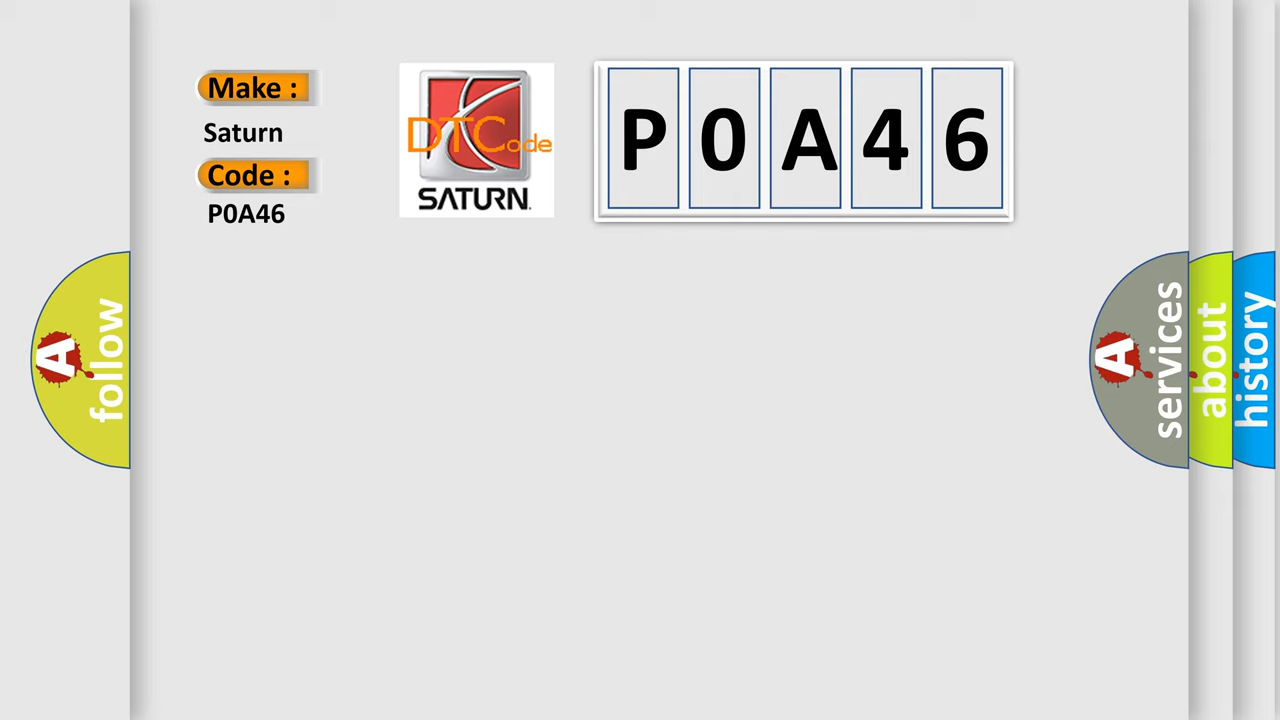 Make :
Saturn
Code :
P0A46
DTCode
SATURN
P 0 A 4 6
A
follow
A
services
about
history